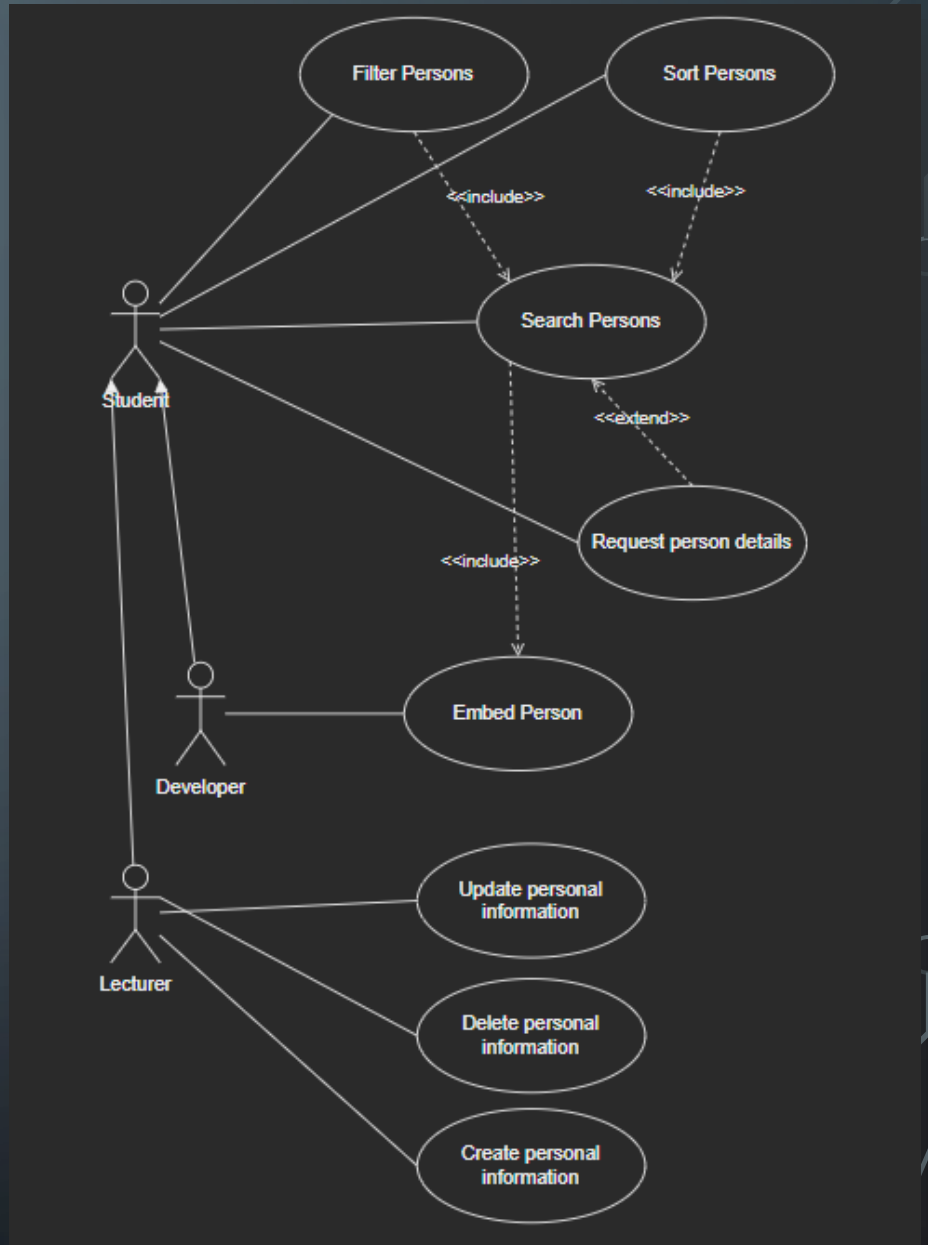 Filter Persons
Sort Persons
<<include>>
<<include>>
Search Persons
Student
<<extend>>
Request person details
<<include>>
Embed Person
Developer
Update personal
information
Lecturer
Delete personal
information
Create personal
information